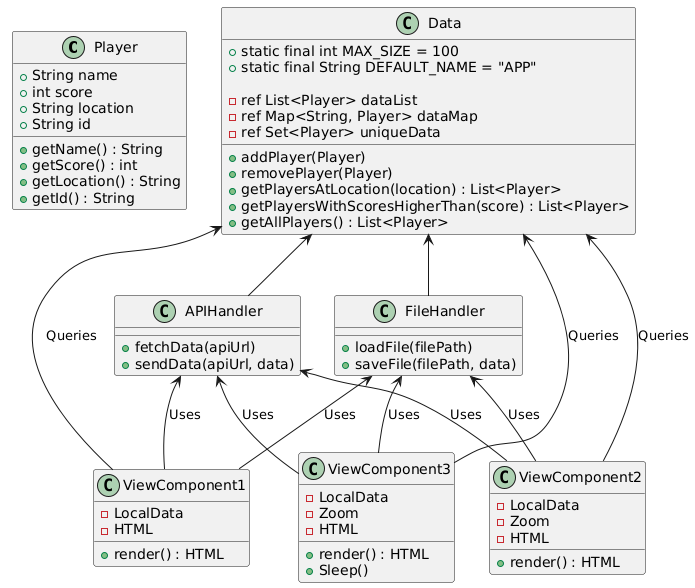 C Player
String name
int score
String location
String id
getName() : String
getScore() : int
getLocation() : String
getId() : String
C Data
static final int MAX_SIZE = 100
static final String DEFAULT_NAME = "APP"
ref List<Player> dataList
ref Map<String, Player> dataMap
ref Set<Player> uniqueData
addPlayer(Player)
removePlayer(Player)
getPlayersAtLocation(location) : List<Player>
getPlayersWithScoresHigherThan(score) : List<Player>
getAllPlayers() : List<Player>
C APIHandler
fetchData(apiUrl)
sendData(apiUrl, data)
C FileHandler
loadFile(filePath)
saveFile(filePath, data)
Queries
Queries
Queries
Uses
Uses
Uses
Uses
Uses
Uses
C ViewComponent1
LocalData
HTML
render() : HTML
C ViewComponent3
LocalData
Zoom
HTML
render() : HTML
Sleep()
C ViewComponent2
LocalData
Zoom
HTML
render() : HTML